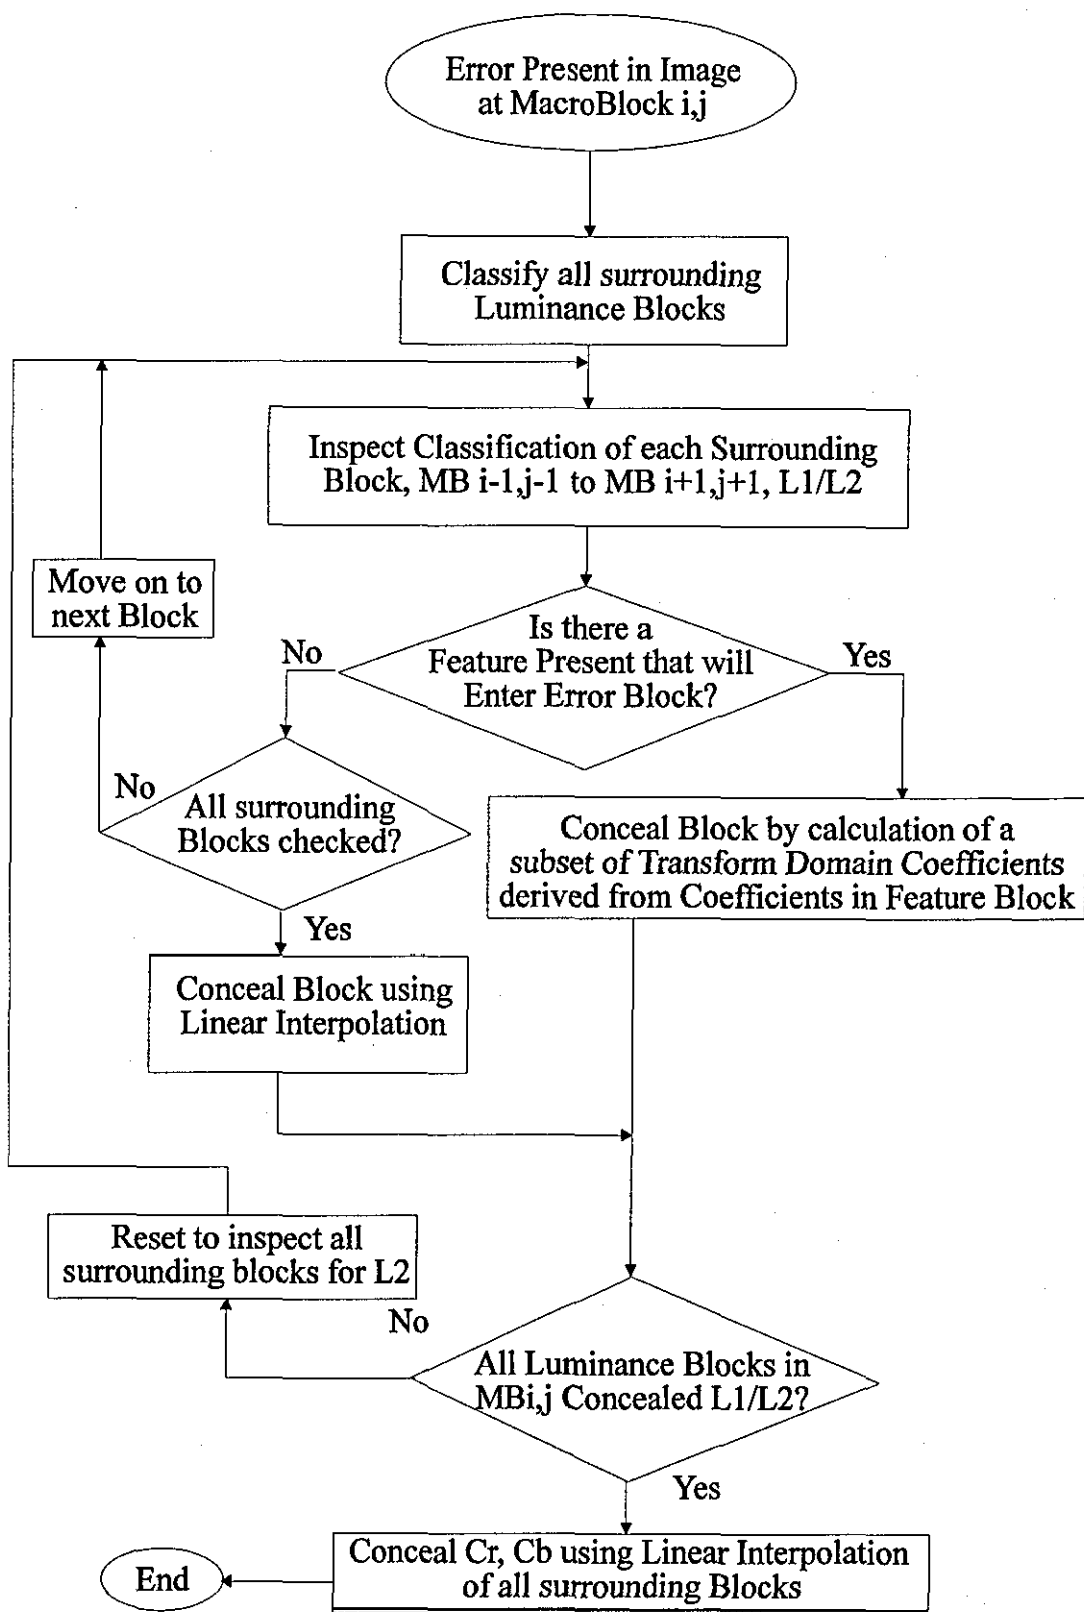 Error Present in Image
at MacroBlock i,j
Classify all surrounding
Luminance Blocks
Inspect Classification of each Surrounding
Block, MB i-1,j-1 to MB i+1,j+1, L1/L2
Move on to
next Block
Is there a
Feature Present that will
Enter Error Block?
No
Yes
No
All surrounding
Blocks checked?
Yes
Conceal Block by calculation of a
subset of Transform Domain Coefficients
derived from Coefficients in Feature Block
Conceal Block using
Linear Interpolation
Reset to inspect all
surrounding blocks for L2
No
All Luminance Blocks in
MBi,j Concealed L1/L2?
Yes
Conceal Cr, Cb using Linear Interpolation
of all surrounding Blocks
End